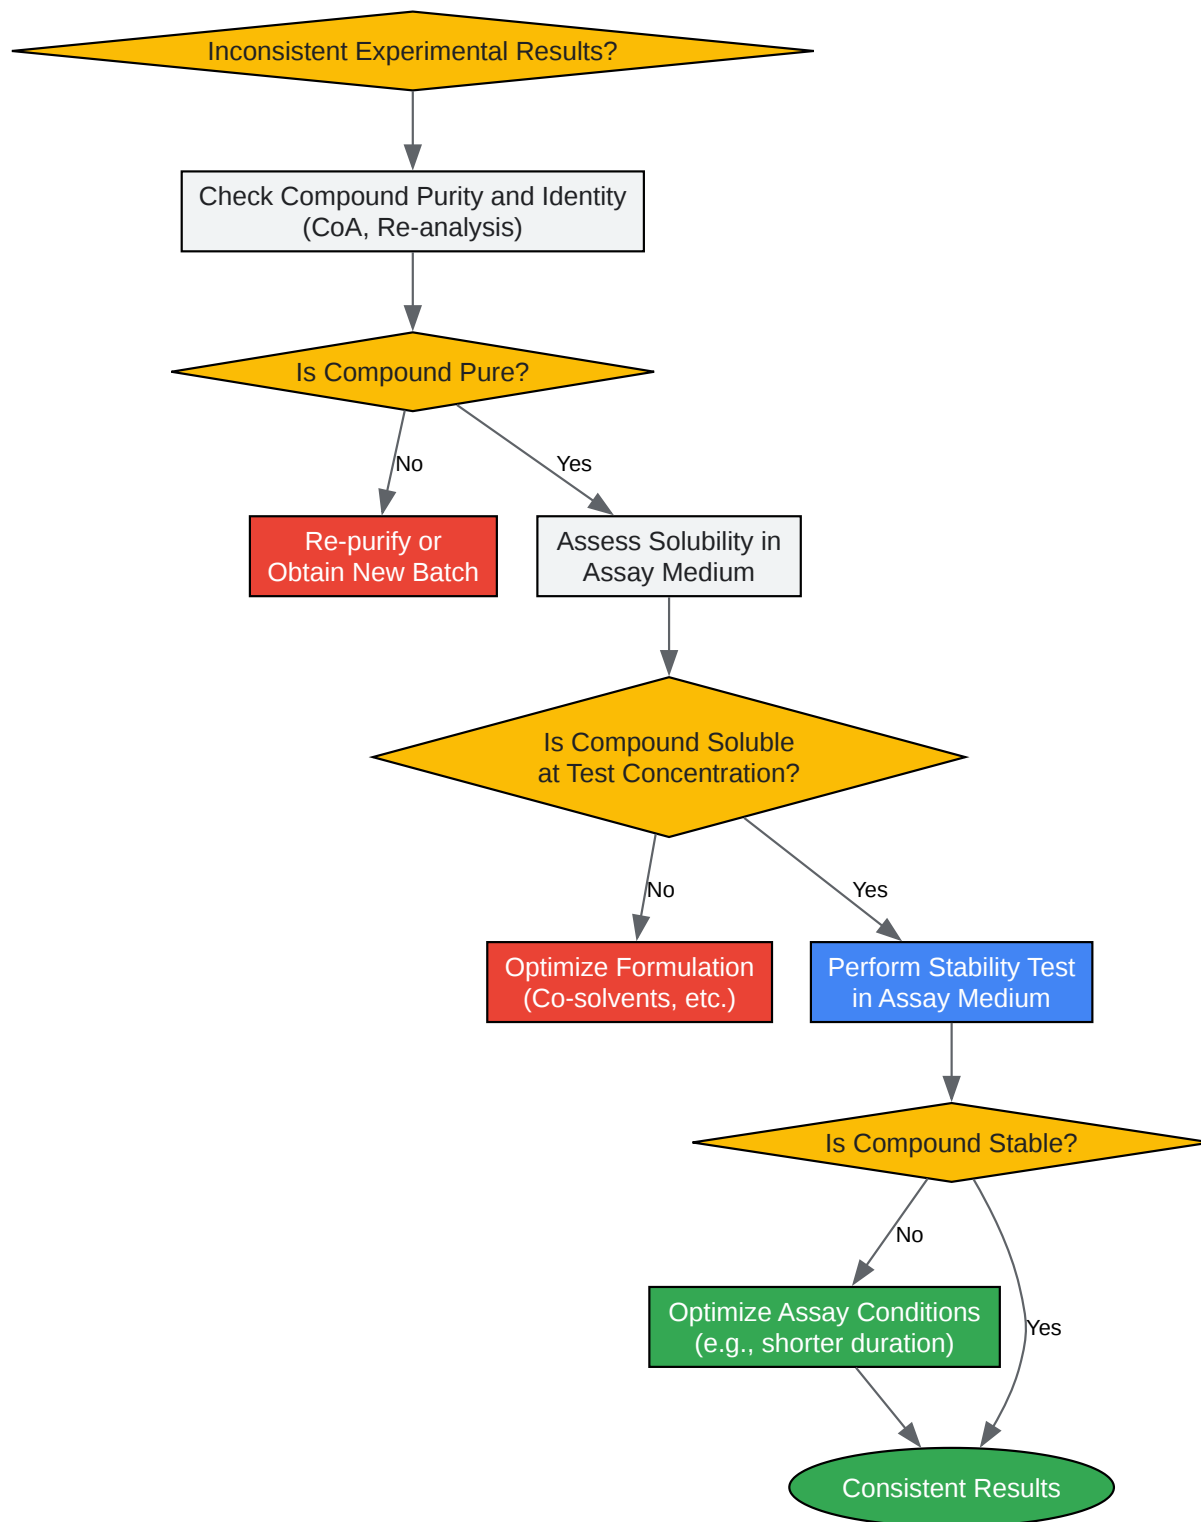 Inconsistent Experimental Results?
Check Compound Purity and Identity
(CoA, Re-analysis)
Is Compound Pure?
No
Yes
Re-purify or
Obtain New Batch
Assess Solubility in
Assay Medium
Is Compound Soluble
at Test Concentration?
No
Yes
Optimize Formulation
(Co-solvents, etc.)
Perform Stability Test
in Assay Medium
Is Compound Stable?
No
Optimize Assay Conditions
(e.g., shorter duration)
Yes
Consistent Results